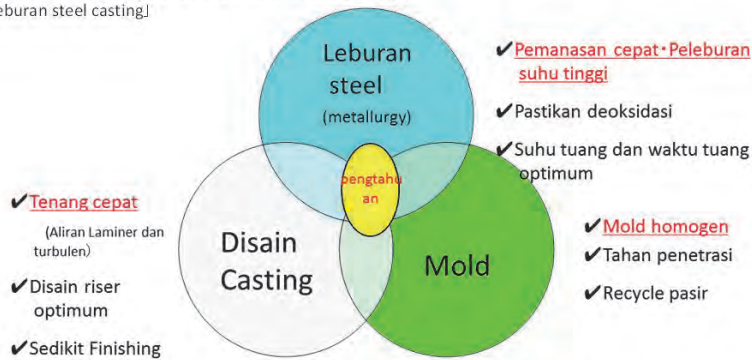 eburan steel casting」
Leburan
steel
(metallurgy)
✔Pemanasan cepat・Peleburan
suhu tinggi
✔Pastikan deoksidasi
✔Suhu tuang dan waktu tuang
optimum
pengtahu
an
✔Tenang cepat
(Aliran Laminer dan
turbulen)
✔Disain riser
optimum
✔Sedikit Finishing
Disain
Casting
Mold
✔Mold homogen
✔Tahan penetrasi
✔Recycle pasir